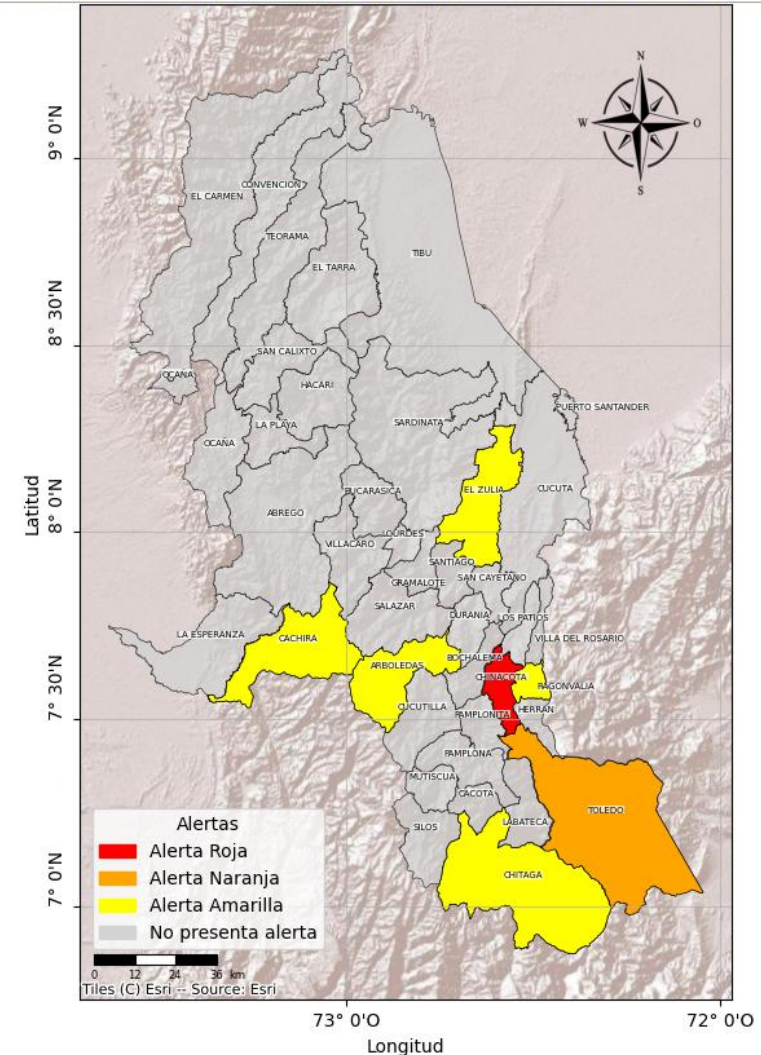 N
W
O
S
9° 0'N
8° 30'N
8° 0'N
7° 30'N
7° 0'N
Latitud
EL CARMEN
CONVENCION
TEORAMA
EL TARRA
TIBU
SAN CALIXTO
OCAÑA
HACARI
PUERTO SANTANDER
LA PLAYA
SARDINATA
OCAÑA
EL ZULIA
CUCUTA
BUCARASICA
ABREGO
LOURDES
VILLACARO
SANTIAGO
SAN CAYETANO
GRAMALOTE
SALAZAR
DURANIA
LOS PATIOS
LA ESPERANZA
CACHIRA
VILLA DEL ROSARIO
BOCHALEMA
ARBOLEDAS
CHINACOTA
RAGONVALIA
CUCUTILLA
HERRAN
PAMPLONITA
PAMPLONA
MUTISCUA
CACOTA
TOLEDO
SILOS
LABATECA
CHITAGA
Alertas
Alerta Roja
Alerta Naranja
Alerta Amarilla
No presenta alerta
0 12 24 36 km
Tiles (C) Esri -- Source: Esri
73° 0'O
72° 0'O
Longitud